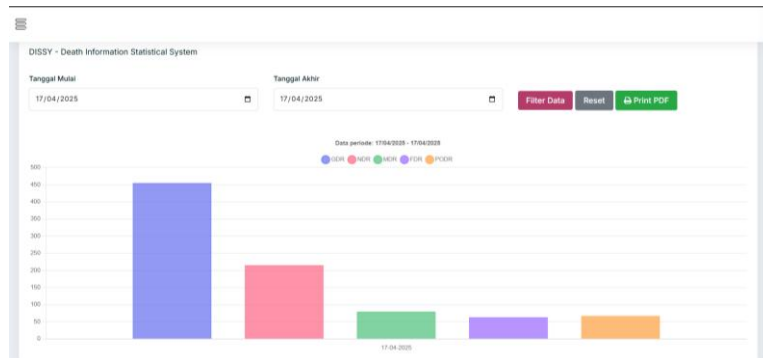 DISSY - Death Information Statistical System
Tanggal Mulai Tanggal Akhir
17/04/2025 17/04/2025 Filter Data Reset Print PDF
Data periode: 17/04/2025 - 17/04/2025
GDR NDR MDR FDR PODR
500
450
400
350
300
250
200
150
100
50
0
17-04-2025